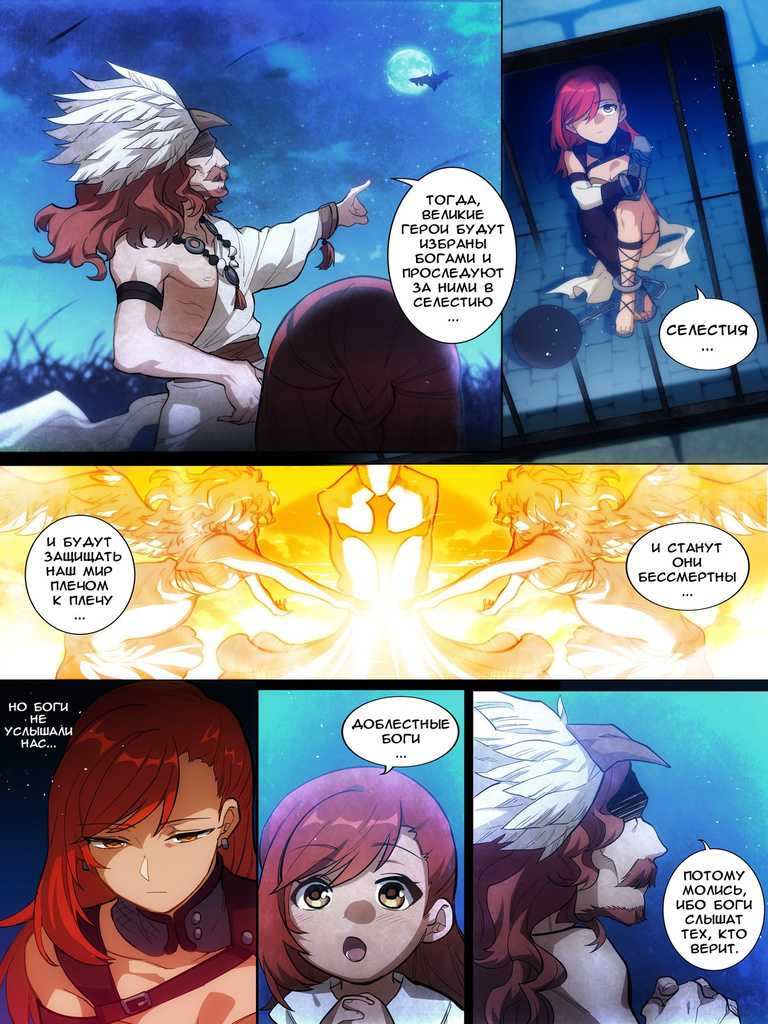 ТОГДА,
ВЕЛИКИЕ
ГЕРОИ БУДУТ
ИЗБРАНЫ
БОГАМИ И
ПРОСЛЕДУЮТ
ЗА НИМИ В
СЕЛЕСТИЮ
...
СЕЛЕСТИЯ
...
И БУДУТ
ЗАЩИЩАТЬ
НАШ МИР
ПЛЕЧОМ
К ПЛЕЧУ
...
И СТАНУТ
ОНИ
БЕССМЕРТНЫ
...
НО БОГИ
НЕ
УСЛЫШАЛИ
НАС...
ДОБЛЕСТНЫЕ
БОГИ
...
ПОТОМУ
МОЛИСЬ,
ИБО БОГИ
СЛЫШАТ
ТЕХ, КТО
ВЕРИТ.